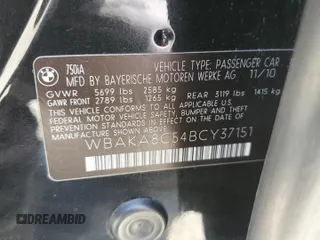 BMW
750iA VEHICLE TYPE: PASSENGER CAR
MFD BY BAYERISCHE MOTOREN WERKE AG 11/10
GVWR 5699 lbs 2585 kg
GAWR FRONT 2789 lbs 1265 kg REAR 3119 lbs 1415 kg
THIS VEHICLE CONFORMS TO ALL APPLICABLE
FEDERAL MOTOR VEHICLE SAFETY, BUMPER AND
THEFT PREVENTION STANDARDS IN EFFECT ON THE DATE OF
MANUFACTURE SHOWN ABOVE.
WBAKA8C54BCY37151
DREAMBID